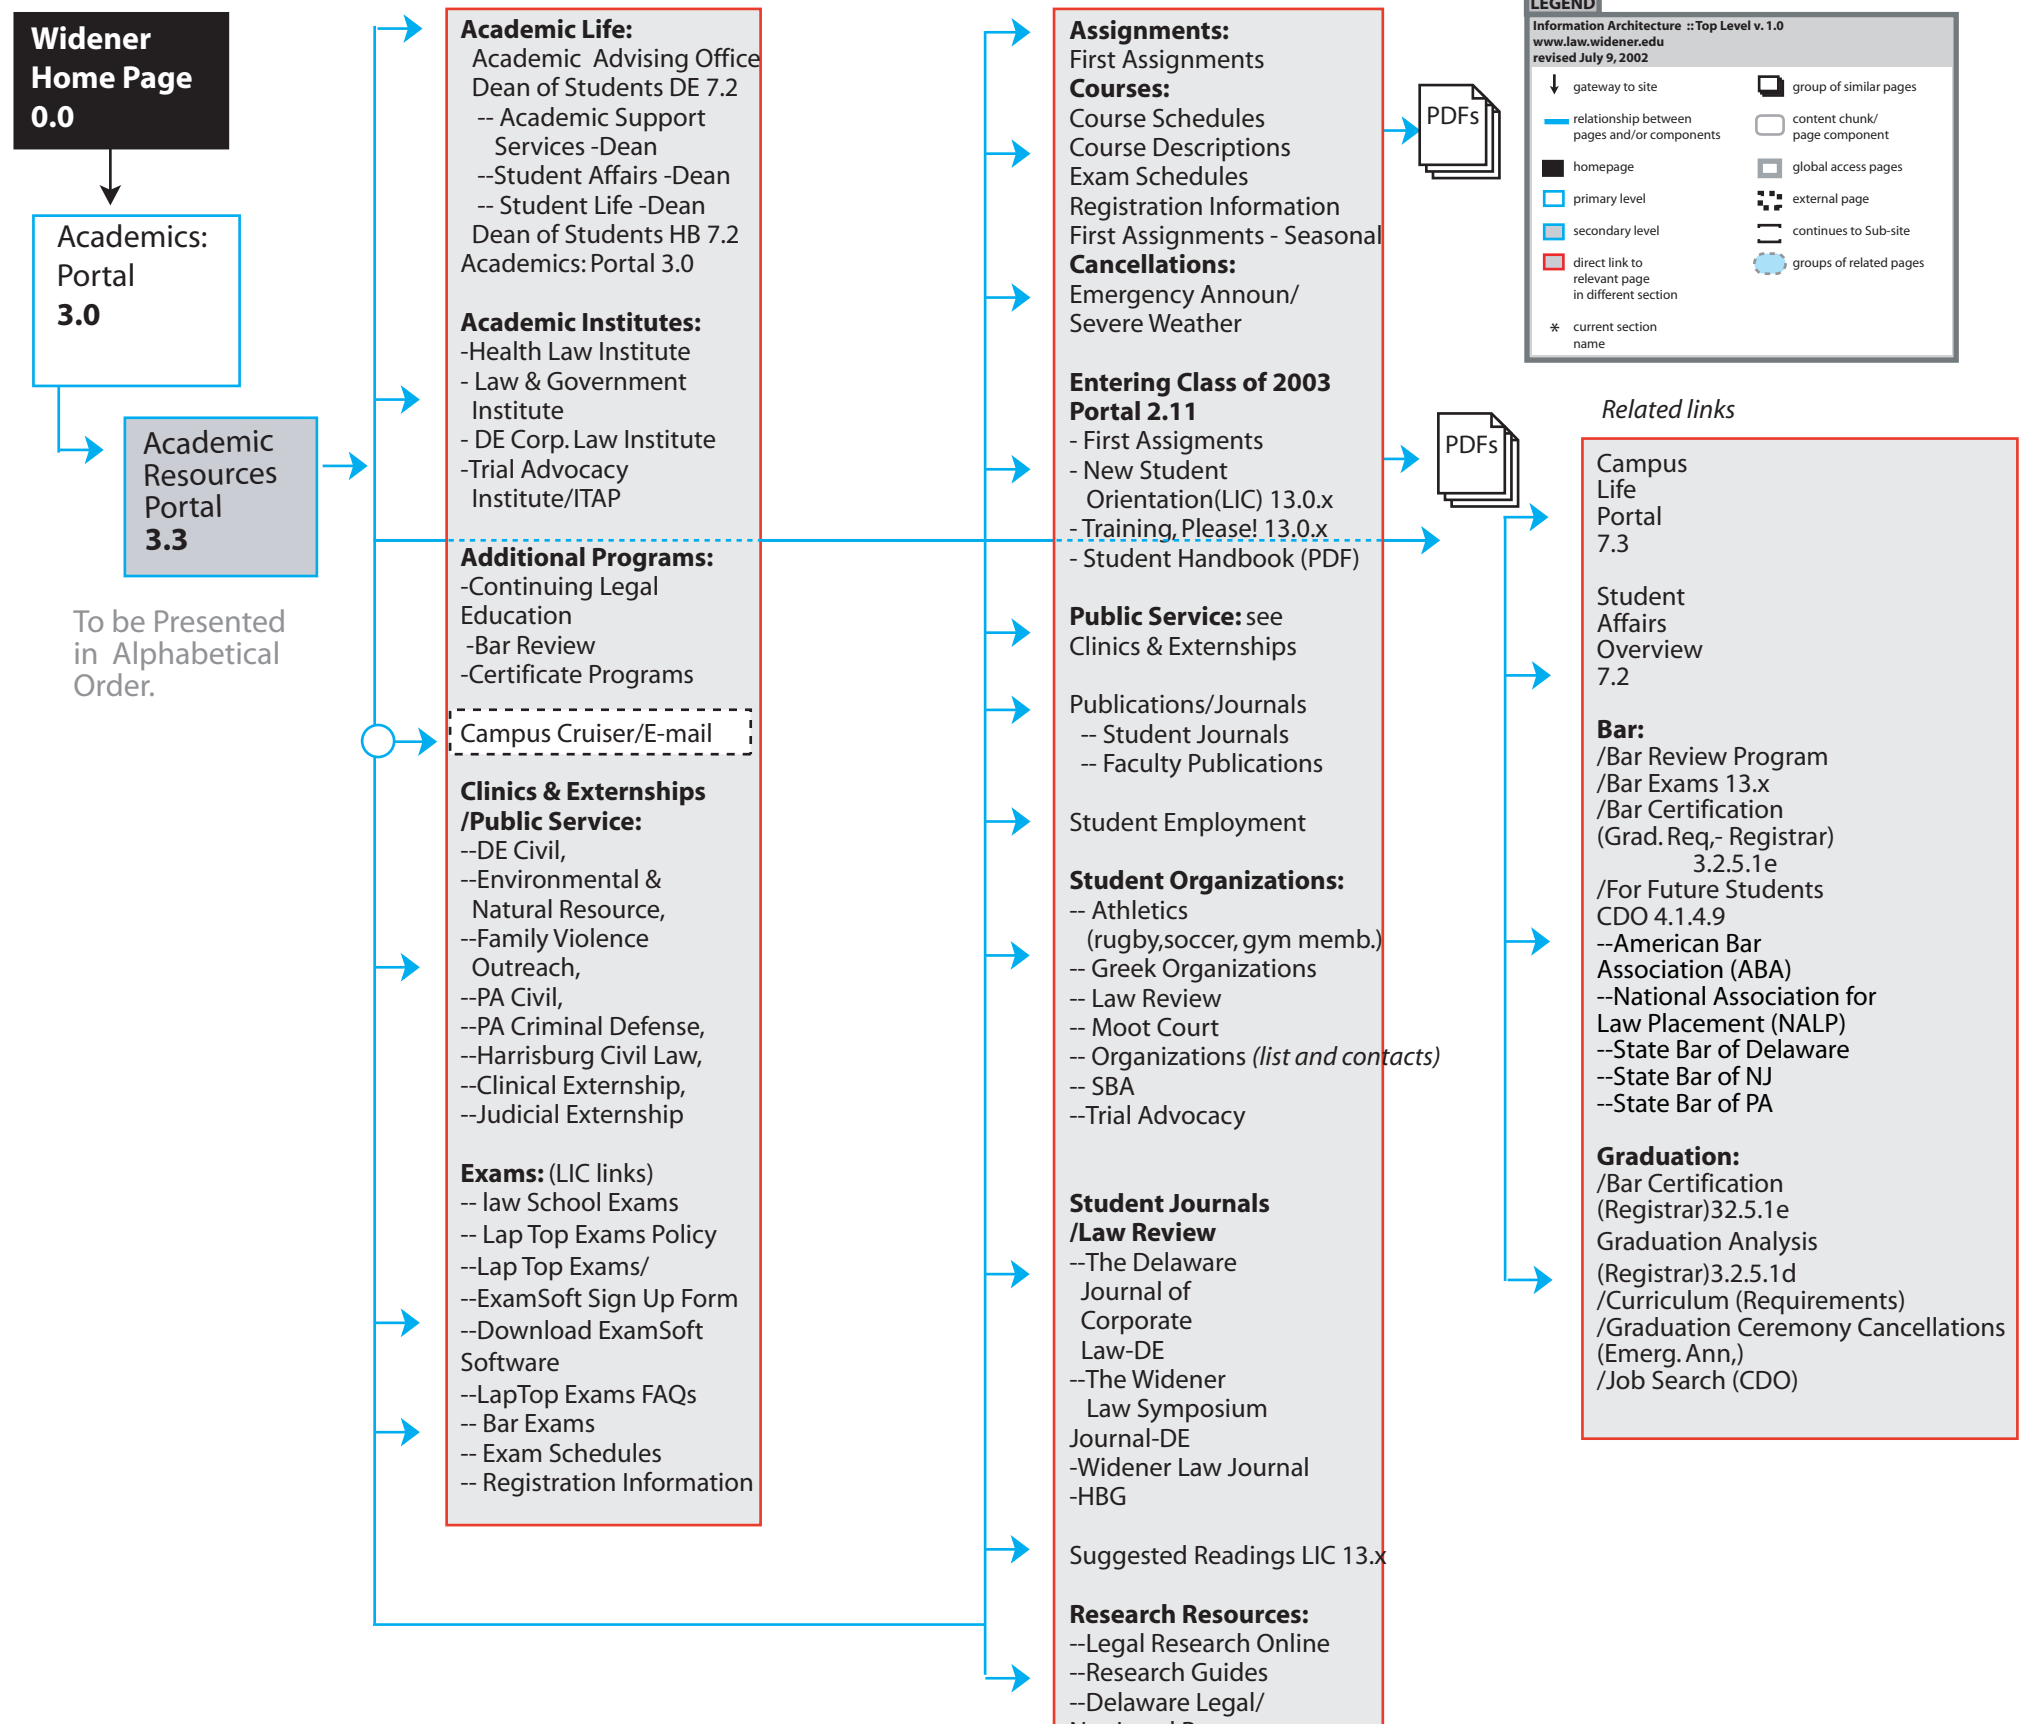 Widener
Home Page
0.0
Academics:
Portal
3.0
Academic
Resources
Portal
3.3
To be Presented
in Alphabetical
Order.
Academic Life:
Academic Advising Office
Dean of Students DE 7.2
-- Academic Support
Services -Dean
--Student Affairs -Dean
-- Student Life -Dean
Dean of Students HB 7.2
Academics: Portal 3.0
Academic Institutes:
-Health Law Institute
- Law & Government
Institute
- DE Corp. Law Institute
-Trial Advocacy
Institute/ITAP
Additional Programs:
-Continuing Legal
Education
-Bar Review
-Certificate Programs
Campus Cruiser/E-mail
Clinics & Externships
/Public Service:
--DE Civil,
--Environmental &
Natural Resource,
--Family Violence
Outreach,
--PA Civil,
--PA Criminal Defense,
--Harrisburg Civil Law,
--Clinical Externship,
--Judicial Externship
Exams: (LIC links)
-- law School Exams
-- Lap Top Exams Policy
--Lap Top Exams/
--ExamSoft Sign Up Form
--Download ExamSoft
Software
--LapTop Exams FAQs
-- Bar Exams
-- Exam Schedules
-- Registration Information
Assignments:
First Assignments
Courses:
Course Schedules
Course Descriptions
Exam Schedules
Registration Information
First Assignments - Seasonal
Cancellations:
Emergency Announ/
Severe Weather
Entering Class of 2003
Portal 2.11
- First Assigments
- New Student
Orientation(LIC) 13.0.x
- Training, Please! 13.0.x
- Student Handbook (PDF)
Public Service: see
Clinics & Externships
Publications/Journals
-- Student Journals
-- Faculty Publications
Student Employment
Student Organizations:
-- Athletics
(rugby,soccer, gym memb.)
-- Greek Organizations
-- Law Review
-- Moot Court
-- Organizations (list and contacts)
-- SBA
--Trial Advocacy
Student Journals
/Law Review
--The Delaware
Journal of
Corporate
Law-DE
--The Widener
Law Symposium
Journal-DE
-Widener Law Journal
-HBG
Suggested Readings LIC 13.x
Research Resources:
--Legal Research Online
--Research Guides
--Delaware Legal/
PDFs
PDFs
LEGEND
Information Architecture :: Top Level v. 1.0
www.law.widener.edu
revised July 9, 2002
gateway to site
relationship between
pages and/or components
homepage
primary level
secondary level
direct link to
relevant page
in different section
* current section
name
group of similar pages
content chunk/
page component
global access pages
external page
continues to Sub-site
groups of related pages
Related links
Campus
Life
Portal
7.3
Student
Affairs
Overview
7.2
Bar:
/Bar Review Program
/Bar Exams 13.x
/Bar Certification
(Grad. Req,- Registrar)
3.2.5.1e
/For Future Students
CDO 4.1.4.9
--American Bar
Association (ABA)
--National Association for
Law Placement (NALP)
--State Bar of Delaware
--State Bar of NJ
--State Bar of PA
Graduation:
/Bar Certification
(Registrar)32.5.1e
Graduation Analysis
(Registrar)3.2.5.1d
/Curriculum (Requirements)
/Graduation Ceremony Cancellations
(Emerg. Ann,)
/Job Search (CDO)